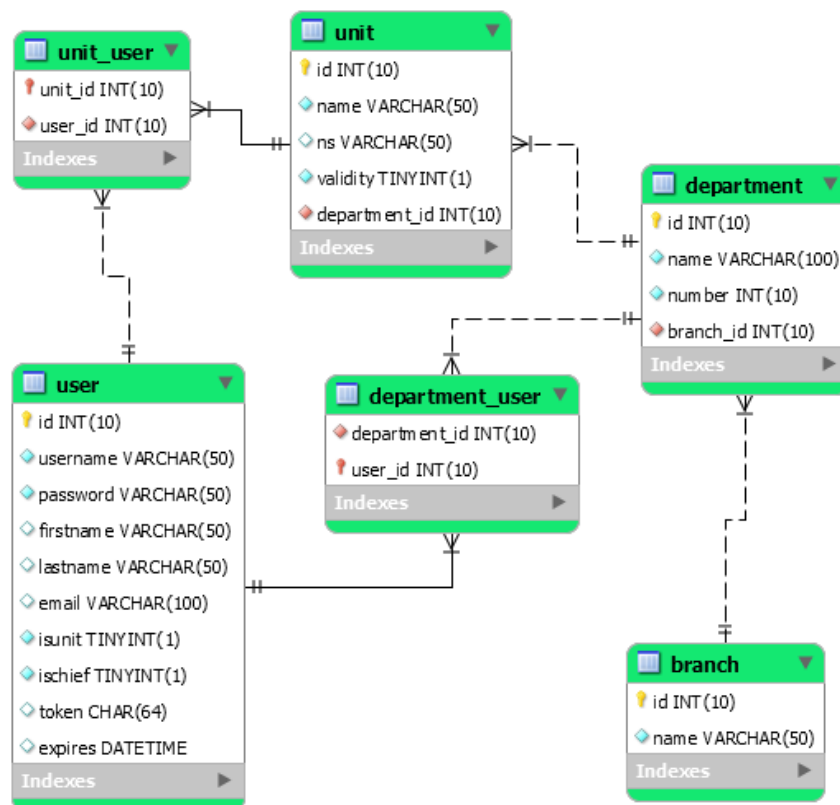 unit_user
unit_id INT(10)
user_id INT(10)
Indexes
unit
id INT(10)
name VARCHAR(50)
ns VARCHAR(50)
validity TINYINT(1)
department_id INT(10)
Indexes
department
id INT(10)
name VARCHAR(100)
number INT(10)
branch_id INT(10)
Indexes
user
id INT(10)
username VARCHAR(50)
password VARCHAR(50)
firstname VARCHAR(50)
lastname VARCHAR(50)
email VARCHAR(100)
isunit TINYINT(1)
ischief TINYINT(1)
token CHAR(64)
expires DATETIME
Indexes
department_user
department_id INT(10)
user_id INT(10)
Indexes
branch
id INT(10)
name VARCHAR(50)
Indexes